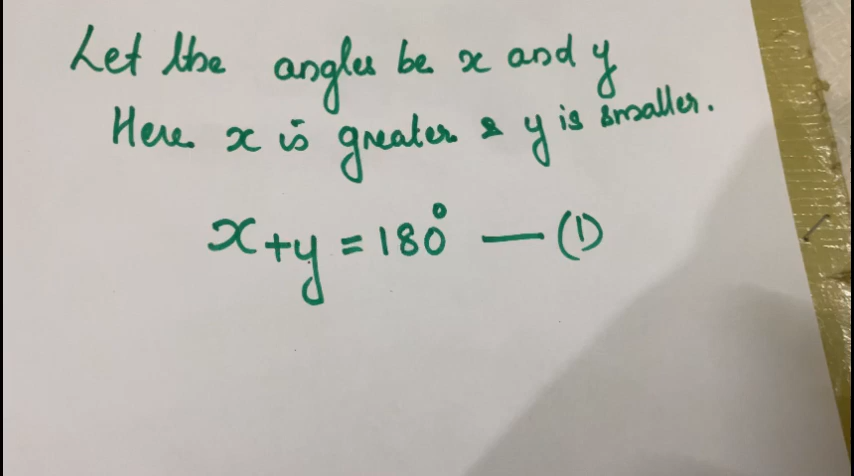 Let the angles be x and y
Here x is greater & y is smaller.
x+y = 180° — (1)